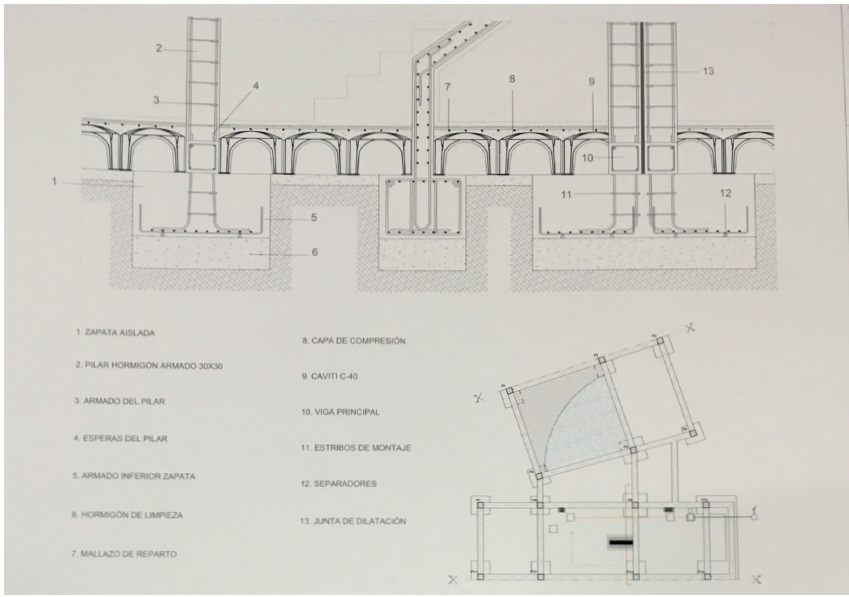 2
3
4
7
8
9
13
10
1
5
6
11
12
1. ZAPATA AISLADA
2. PILAR HORMIGÓN ARMADO 30X30
3. ARMADO DEL PILAR
4. ESPERAS DEL PILAR
5. ARMADO INFERIOR ZAPATA
6. HORMIGÓN DE LIMPIEZA
7. MALLAZO DE REPARTO
8. CAPA DE COMPRESIÓN
9. CAVITI C-40
10. VIGA PRINCIPAL
11. ESTRIBOS DE MONTAJE
12. SEPARADORES
13. JUNTA DE DILATACIÓN